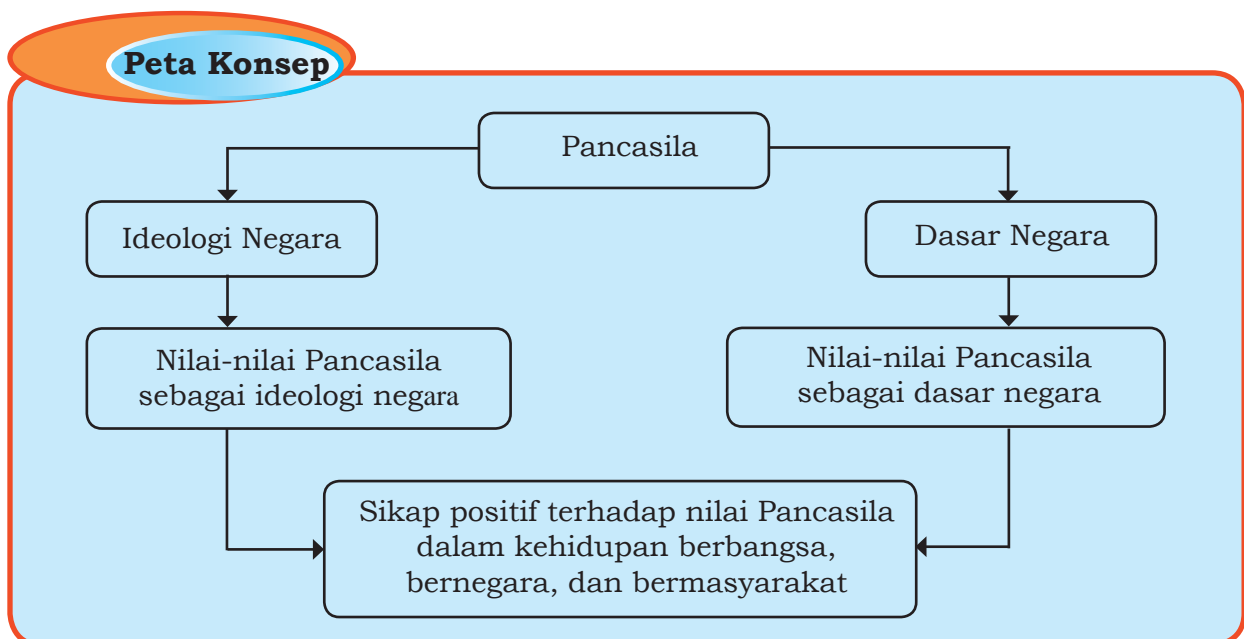 Peta Konsep
Pancasila
Ideologi Negara
Dasar Negara
Nilai-nilai Pancasila
sebagai ideologi negara
Nilai-nilai Pancasila
sebagai dasar negara
Sikap positif terhadap nilai Pancasila
dalam kehidupan berbangsa,
bernegara, dan bermasyarakat